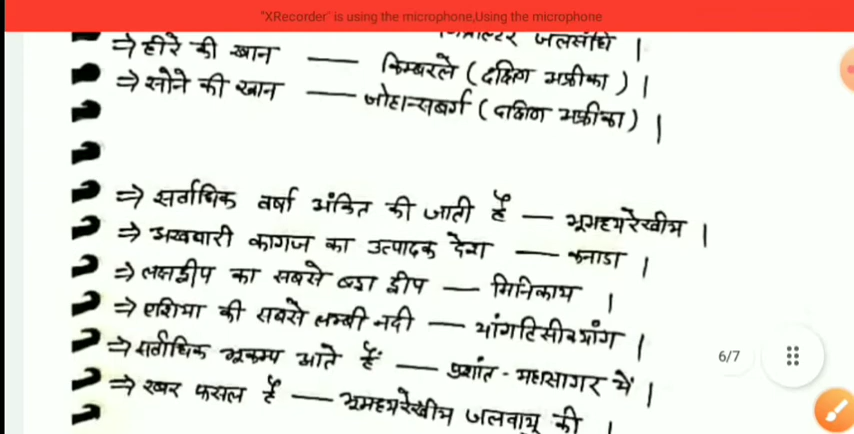 "XRecorder" is using the microphone,Using the microphone
जलसंधि |
⇒ हीरे की खान — किम्बरले (दक्षिण अफ्रीका) |
⇒ सोने की खान — जोहान्सबर्ग (दक्षिण अफ्रीका) |
⇒ सर्वाधिक वर्षा अंकित की जाती है — भूमध्यरेखीय |
⇒ अखबारी कागज का उत्पादक देश — कनाडा |
⇒ लक्षद्वीप का सबसे बड़ा द्वीप — मिनिकाय |
⇒ एशिया की सबसे लम्बी नदी — यांगटिसीक्यांग |
⇒ सर्वाधिक भूकम्प आते हैं — प्रशांत-महासागर में |
⇒ रबर फसल है — भूमध्यरेखीय जलवायु की |
6/7